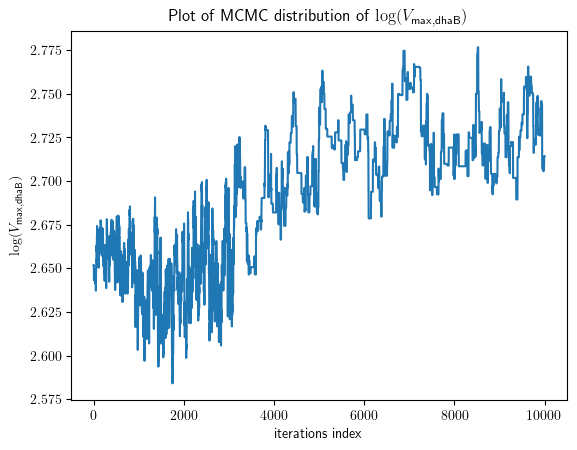 Plot of MCMC distribution of log(V_max,dhaB)
2.775
2.750
2.725
2.700
2.675
2.650
2.625
2.600
2.575
log(V_max,dhaB)
0 2000 4000 6000 8000 10000
iterations index